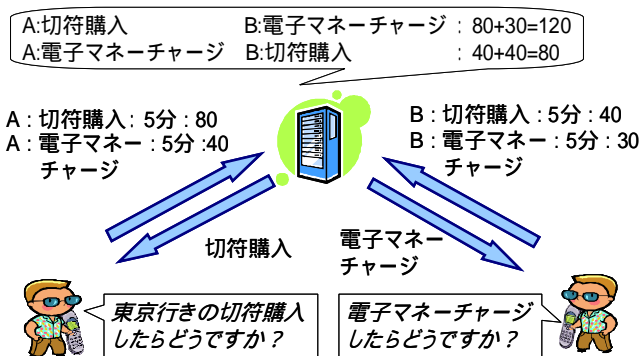 A:切符購入 B:電子マネーチャージ : 80+30=120
A:電子マネーチャージ B:切符購入 : 40+40=80
A : 切符購入 : 5分 : 80
A : 電子マネー : 5分 :40
チャージ
B : 切符購入 : 5分 : 40
B : 電子マネー : 5分 : 30
チャージ
切符購入
電子マネー
チャージ
東京行きの切符購入
したらどうですか？
電子マネーチャージ
したらどうですか？